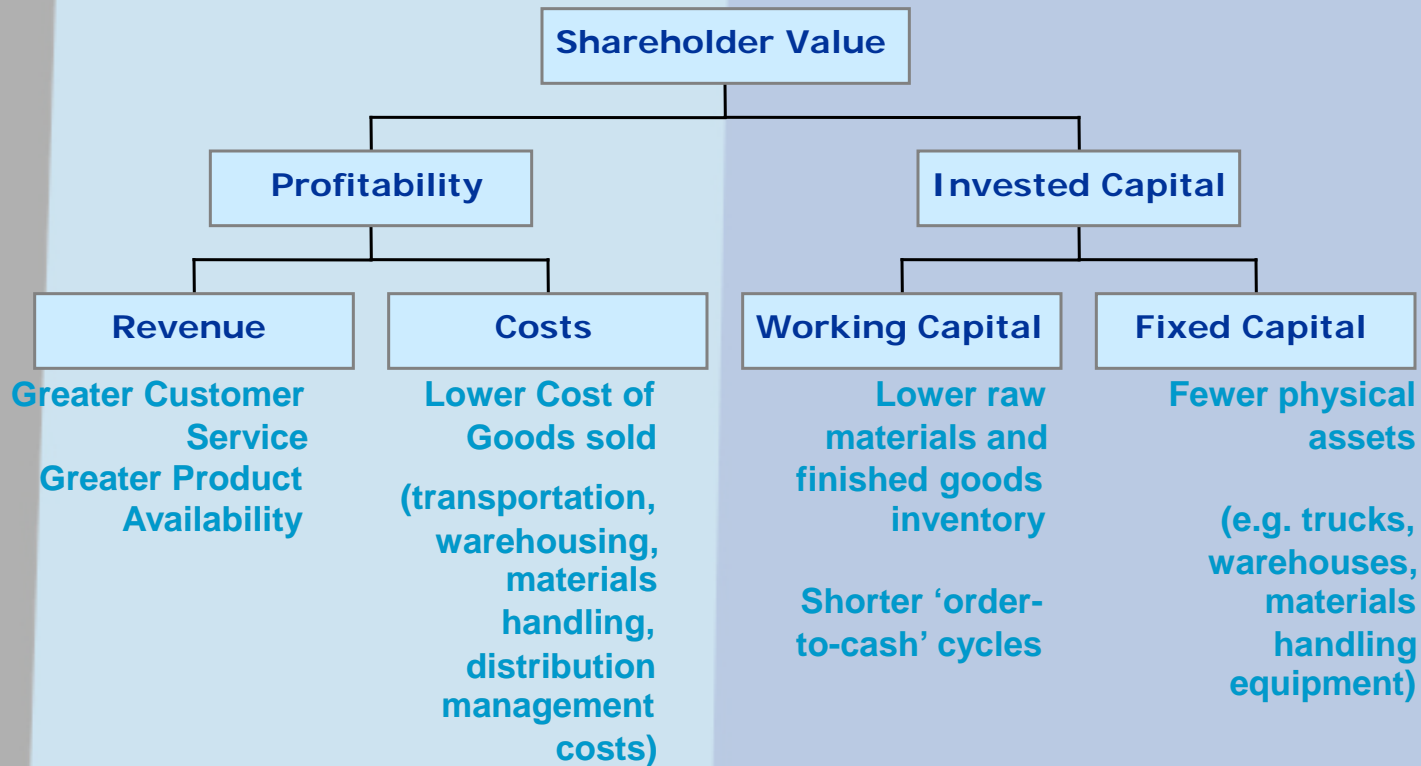 Shareholder Value
Profitability
Invested Capital
Revenue
Costs
Working Capital
Fixed Capital
Greater Customer
Service
Greater Product
Availability
Lower Cost of
Goods sold
(transportation,
warehousing,
materials
handling,
distribution
management
costs)
Lower raw
materials and
finished goods
inventory
Shorter ‘order-
to-cash’ cycles
Fewer physical
assets
(e.g. trucks,
warehouses,
materials
handling
equipment)